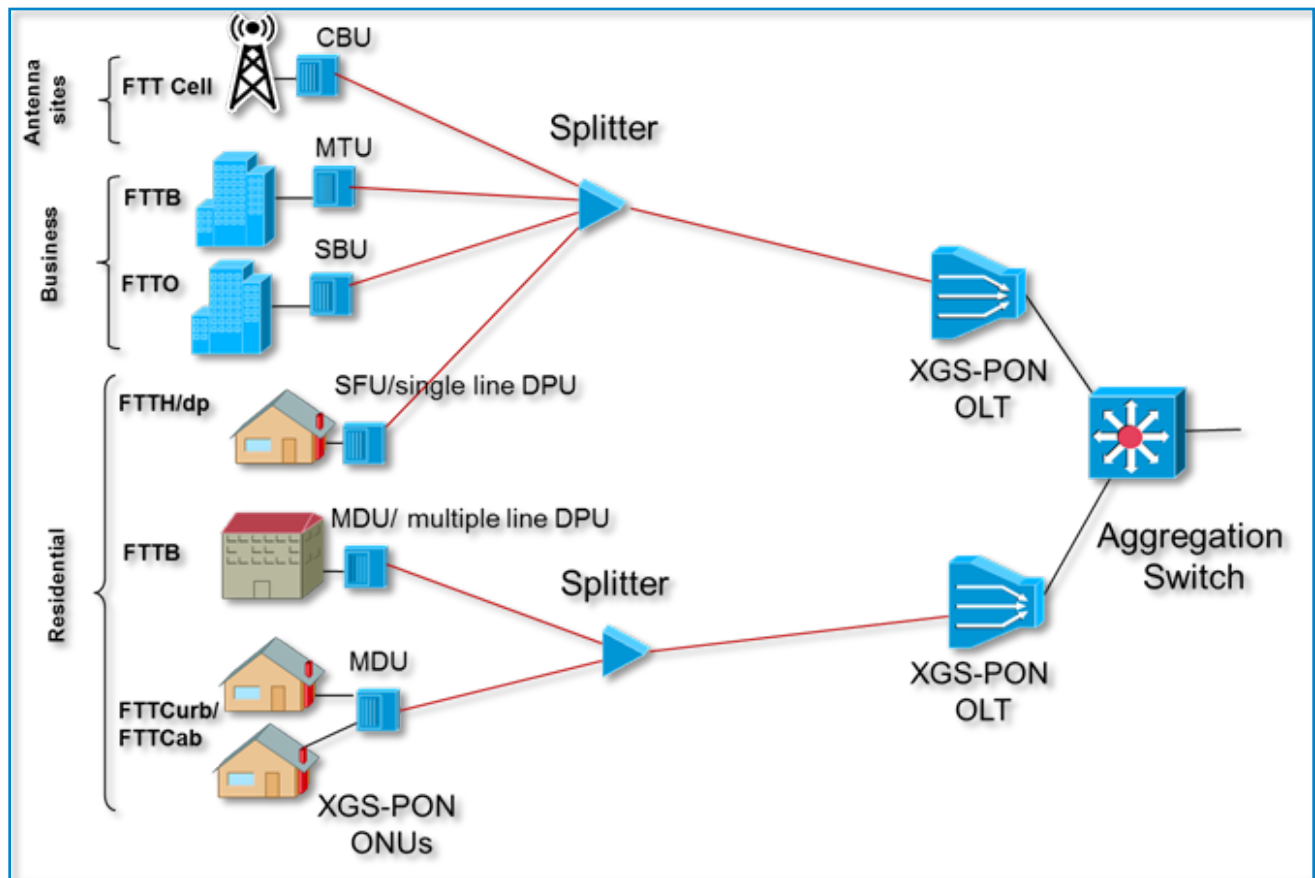 Antenna
sites
FTT Cell
CBU
Splitter
Business
FTTB
MTU
FTTO
SBU
XGS-PON
OLT
Residential
FTTH/dp
SFU/single line DPU
FTTB
MDU/ multiple line DPU
Splitter
Aggregation
Switch
FTTCurb/
FTTCab
MDU
XGS-PON
OLT
XGS-PON
ONUs